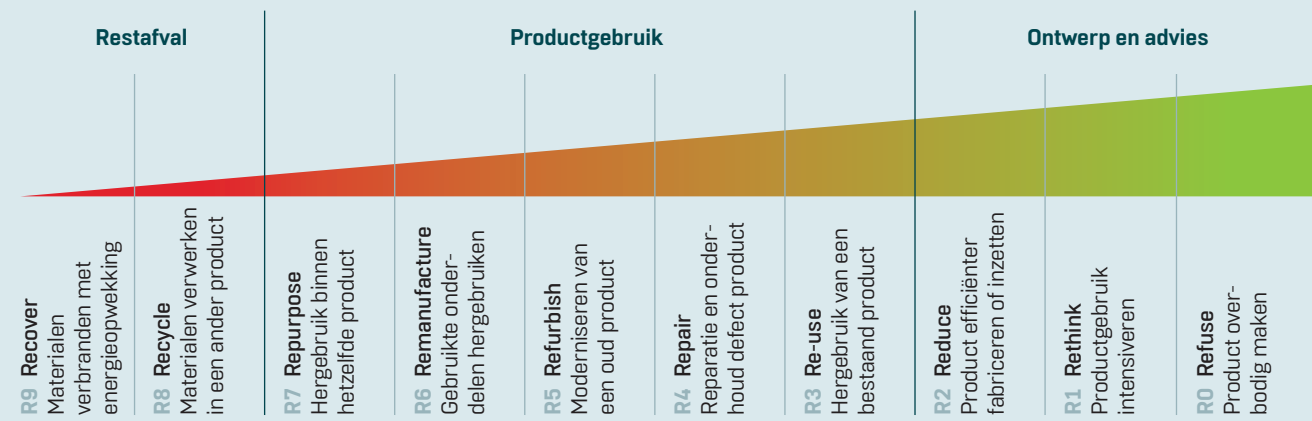 Restafval
Productgebruik
Ontwerp en advies
R9 Recover
Materialen
verbranden met
energieopwekking
R8 Recycle
Materialen verwerken
in een ander product
R7 Repurpose
Hergebruik binnen
hetzelfde product
R6 Remanufacture
Gebruikte onder-
delen hergebruiken
R5 Refurbish
Moderniseren van
een oud product
R4 Repair
Reparatie en onder-
houd defect product
R3 Re-use
Hergebruik van een
bestaand product
R2 Reduce
Product efficiënter
fabriceren of inzetten
R1 Rethink
Productgebruik
intensiveren
R0 Refuse
Product over-
bodig maken